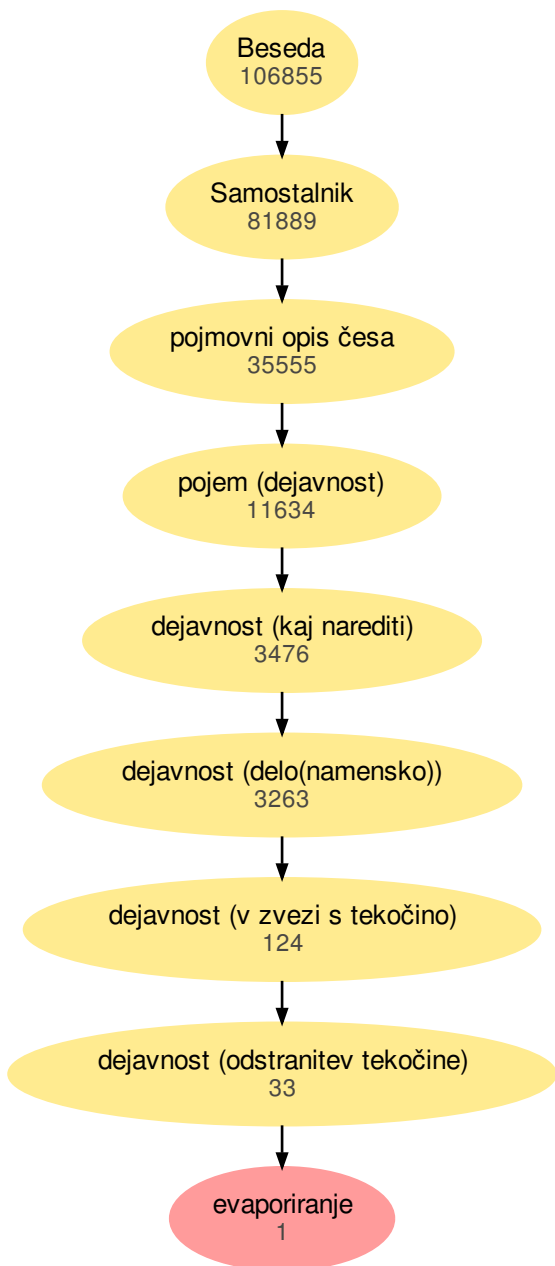 Beseda
106855
Samostalnik
81889
pojmovni opis česa
35555
pojem (dejavnost)
11634
dejavnost (kaj narediti)
3476
dejavnost (delo(namensko))
3263
dejavnost (v zvezi s tekočino)
124
dejavnost (odstranitev tekočine)
33
evaporiranje
1